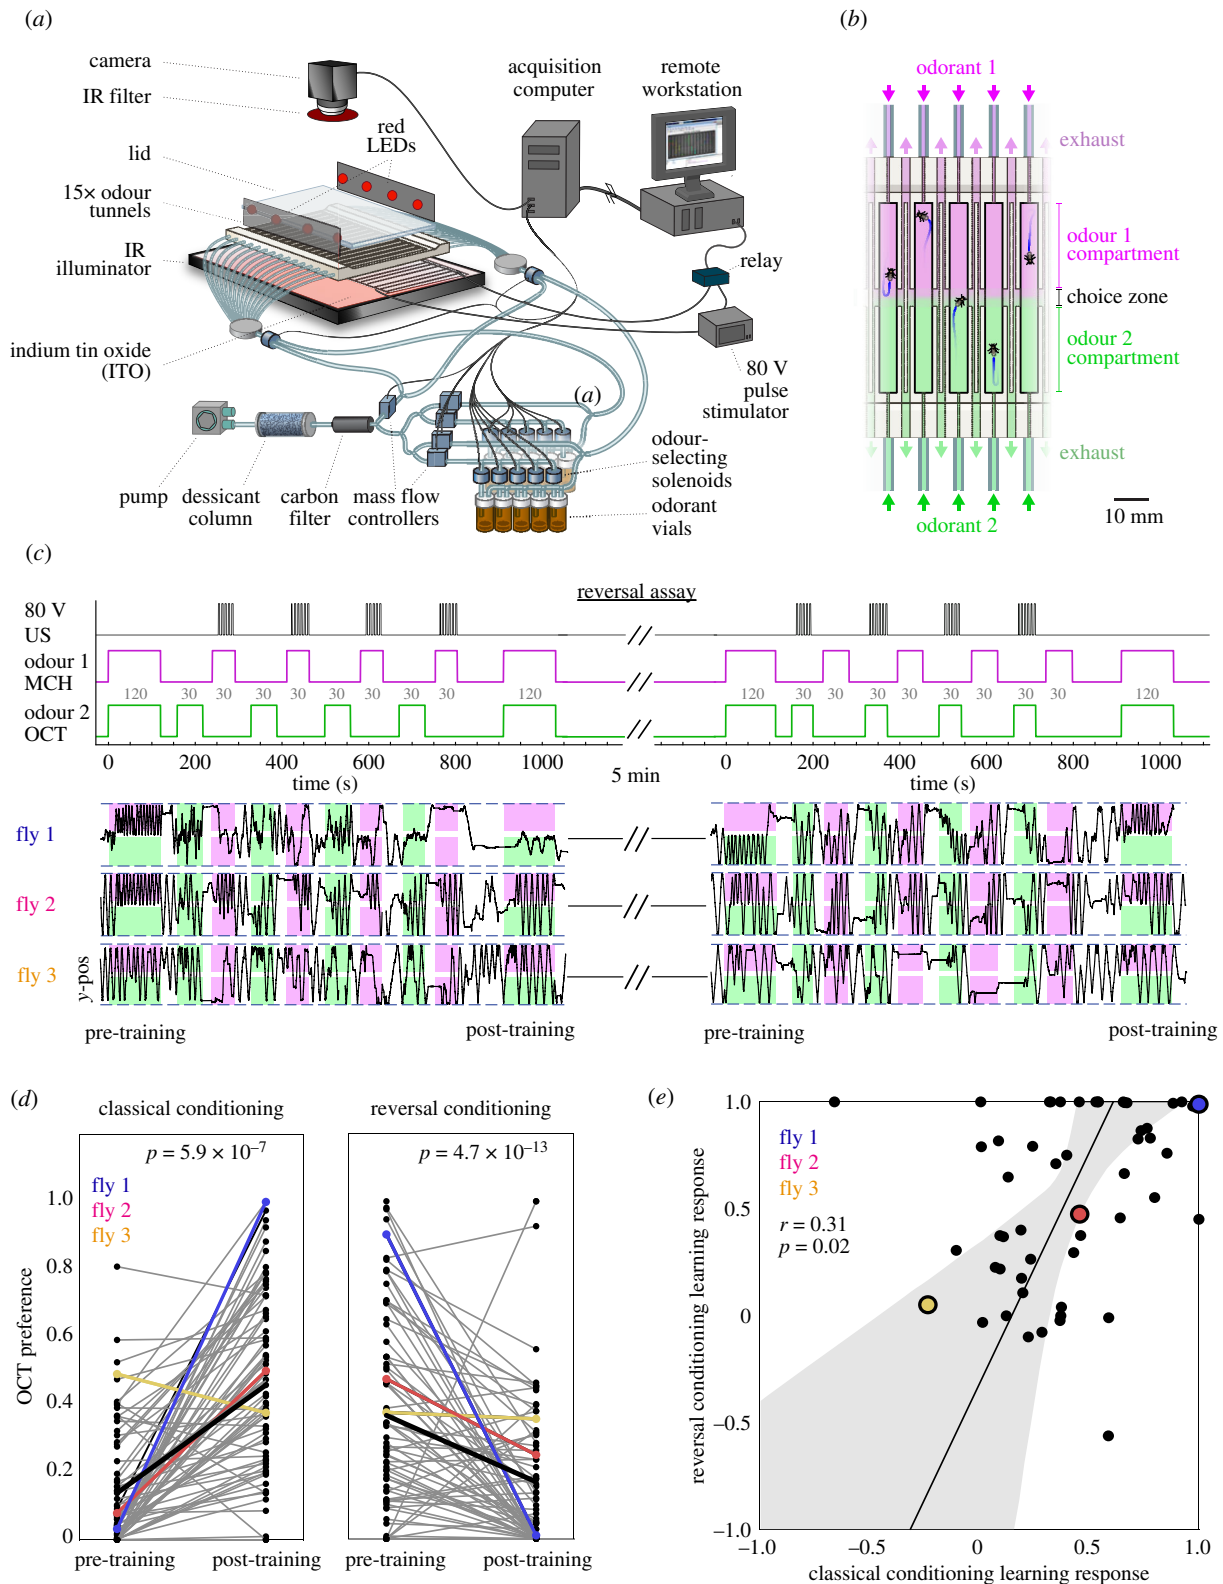 (a)
camera
IR filter
lid
15× odour
tunnels
IR
illuminator
indium tin oxide
(ITO)
red
LEDs
acquisition
computer
remote
workstation
relay
80 V
pulse
stimulator
(a)
odour-
selecting
solenoids
odorant
vials
pump
dessicant
column
carbon
filter
mass flow
controllers
(b)
odorant 1
exhaust
odour 1
compartment
choice zone
odour 2
compartment
exhaust
odorant 2
10 mm
(c)
reversal assay
80 V
US
odour 1
MCH
120 30 30 30 30 30 30 30 30 120
120 30 30 30 30 30 30 30 30 120
odour 2
OCT
0 200 400 600 800 1000
time (s)
5 min
0 200 400 600 800 1000
time (s)
fly 1
fly 2
fly 3
y-pos
pre-training
post-training
pre-training
post-training
(d)
classical conditioning
reversal conditioning
p = 5.9 × 10–7
p = 4.7 × 10–13
fly 1
fly 2
fly 3
OCT preference
1.0
0.8
0.6
0.4
0.2
0
pre-training
post-training
pre-training
post-training
(e)
fly 1
fly 2
fly 3
r = 0.31
p = 0.02
reversal conditioning learning response
1.0
0.5
0
–0.5
–1.0
–1.0 –0.5 0 0.5 1.0
classical conditioning learning response